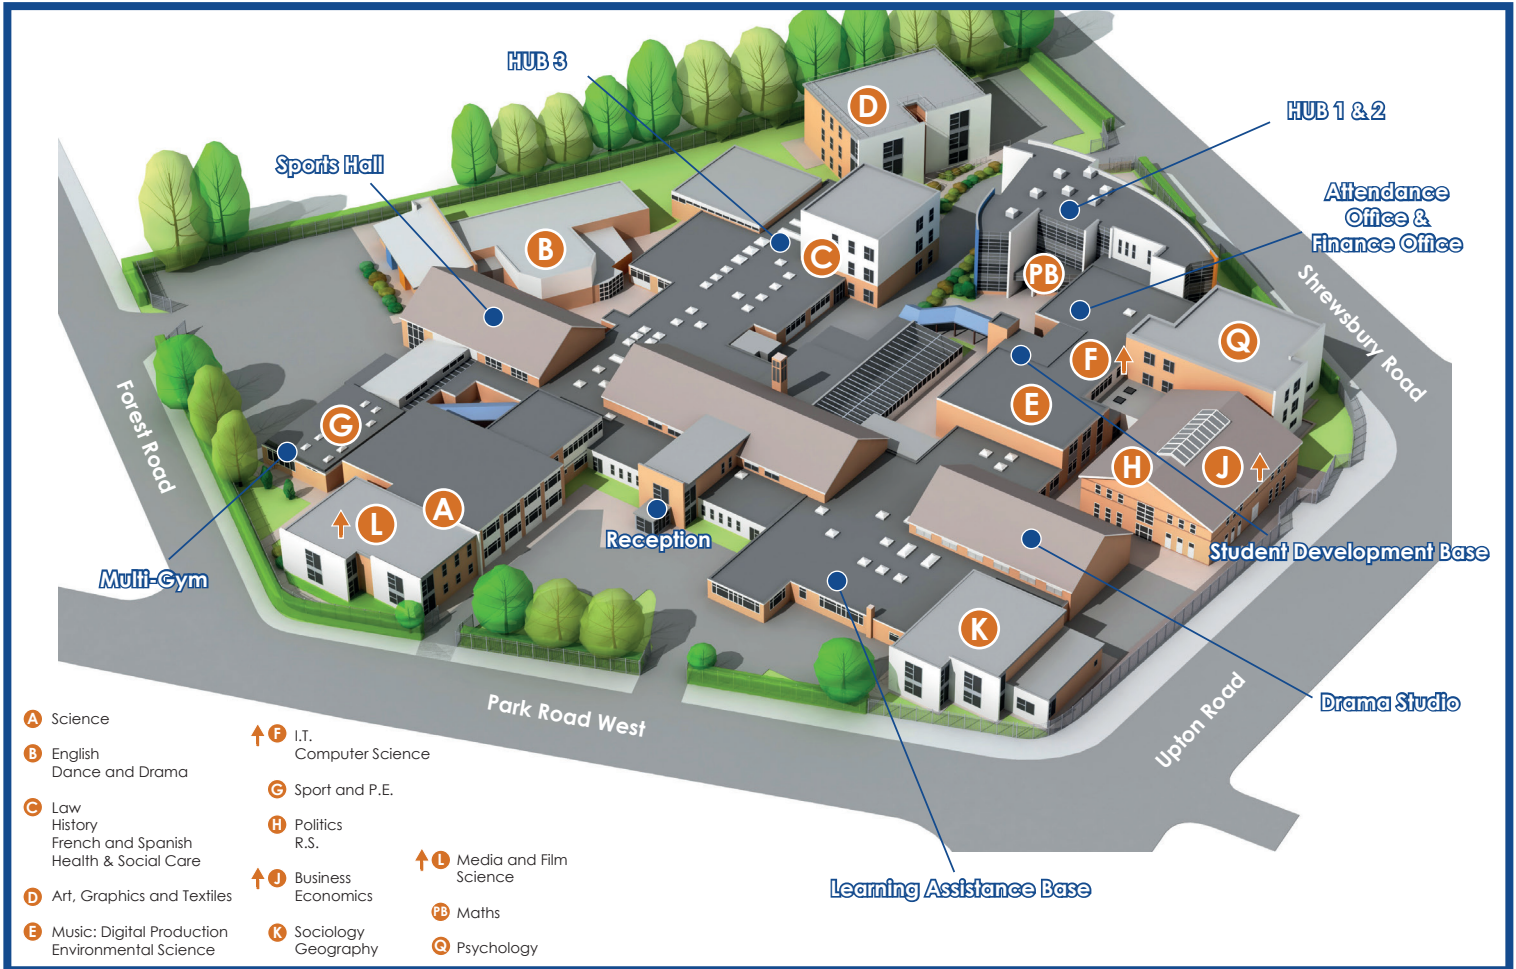 HUB 3
D
HUB 1 & 2
Sports Hall
Attendance
Office &
Finance Office
B
C
PB
Shrewsbury Road
Q
F
E
Forest Road
G
H
J
A
L
Reception
Student Development Base
Multi-Gym
K
Drama Studio
Park Road West
Upton Road
Learning Assistance Base
A Science
B English
Dance and Drama
C Law
History
French and Spanish
Health & Social Care
D Art, Graphics and Textiles
E Music: Digital Production
Environmental Science
F I.T.
Computer Science
G Sport and P.E.
H Politics
R.S.
J Business
Economics
K Sociology
Geography
L Media and Film
Science
PB Maths
Q Psychology